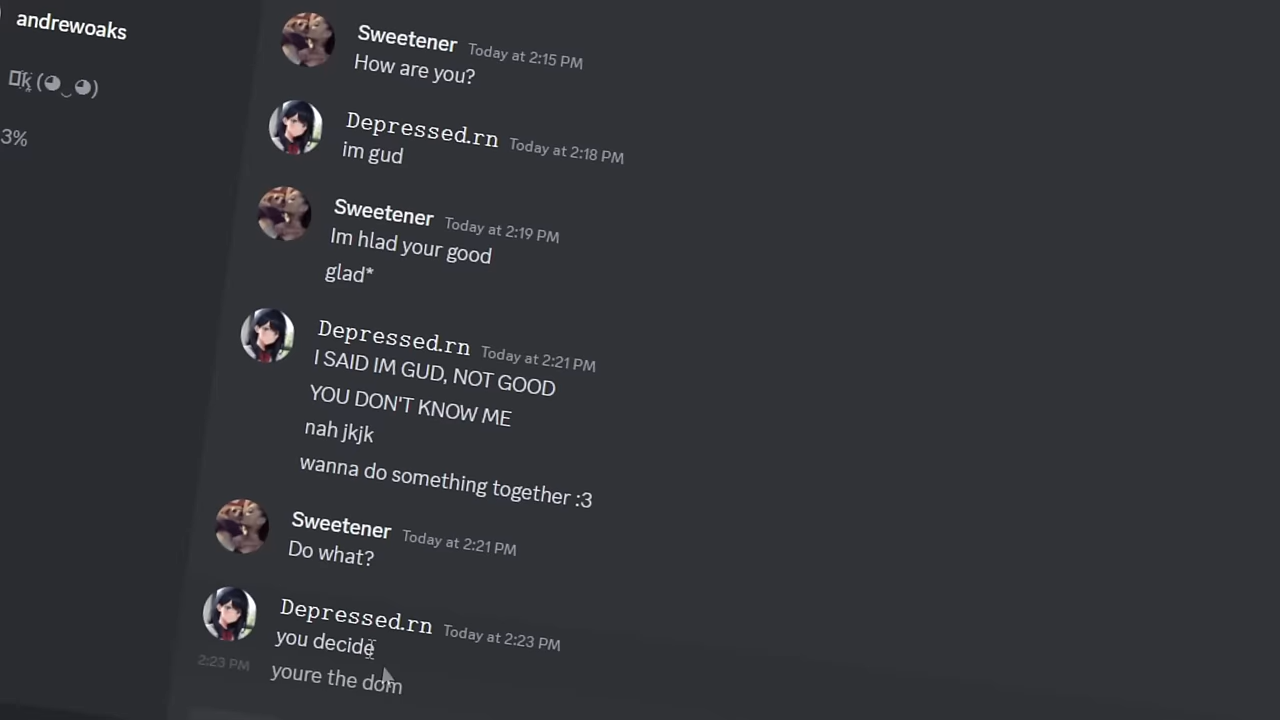 andrewoaks
Sweetener Today at 2:15 PM
How are you?
(◕‿◕)
Depressed.rn Today at 2:18 PM
3%
im gud
Sweetener Today at 2:19 PM
Im hlad your good
glad*
Depressed.rn Today at 2:21 PM
I SAID IM GUD, NOT GOOD
YOU DON'T KNOW ME
nah jkjk
wanna do something together :3
Sweetener Today at 2:21 PM
Do what?
Depressed.rn Today at 2:23 PM
you decide
2:23 PM youre the dom